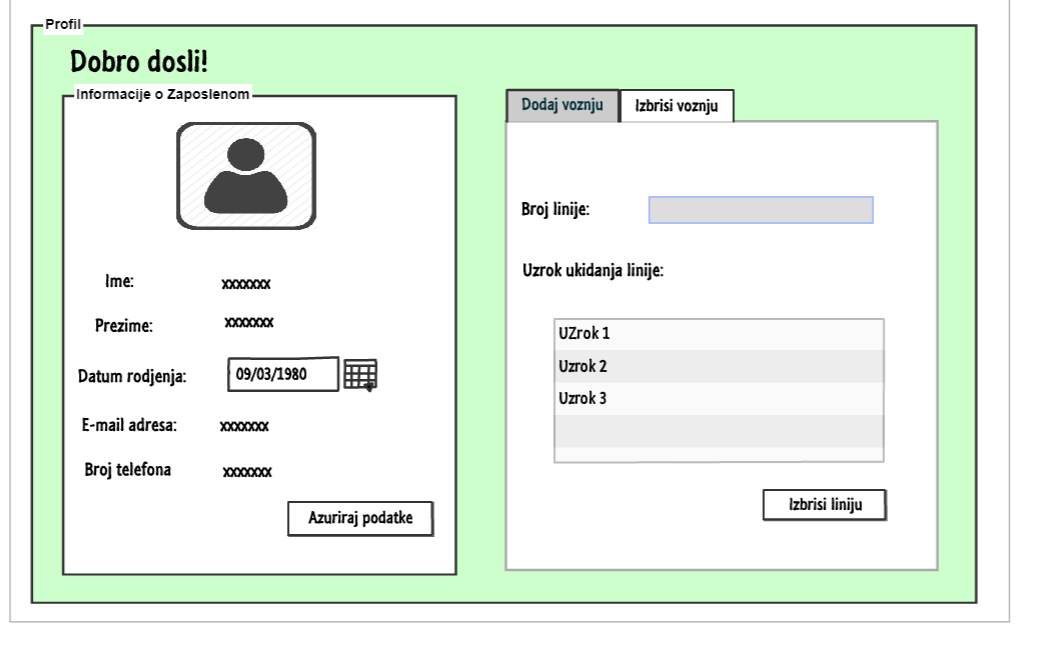 Profil
Dobro dosli!
Informacije o Zaposlenom
Ime: xxxxxxx
Prezime: xxxxxxx
Datum rodjenja: 09/03/1980
E-mail adresa: xxxxxxx
Broj telefona xxxxxxx
Azuriraj podatke
Dodaj voznju Izbrisi voznju
Broj linije:
Uzrok ukidanja linije:
UZrok 1
Uzrok 2
Uzrok 3
Izbrisi liniju